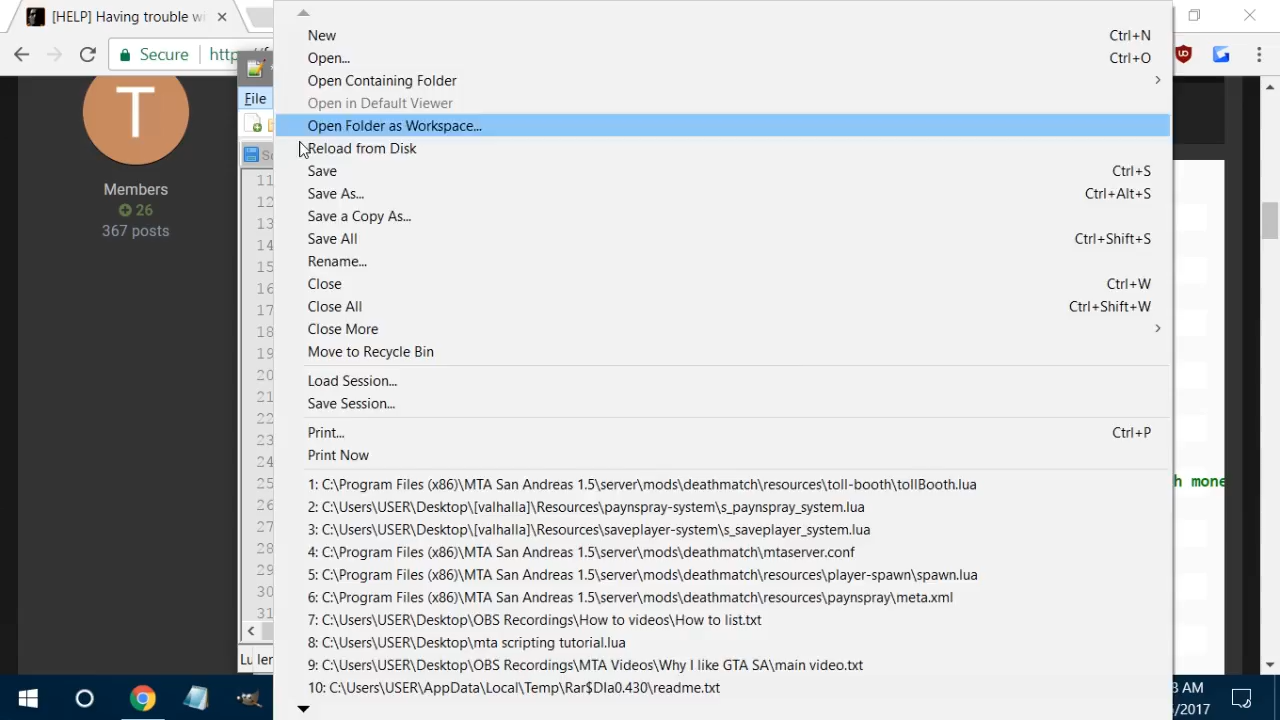 [HELP] Having trouble wi
Secure
http
File
T
Members
26
367 posts
11
12
13
14
15
16
17
18
19
20
21
22
23
24
25
26
27
28
29
30
31
New Ctrl+N
Open... Ctrl+O
Open Containing Folder
Open in Default Viewer
Open Folder as Workspace...
Reload from Disk
Save Ctrl+S
Save As... Ctrl+Alt+S
Save a Copy As...
Save All Ctrl+Shift+S
Rename...
Close Ctrl+W
Close All Ctrl+Shift+W
Close More
Move to Recycle Bin
Load Session...
Save Session...
Print... Ctrl+P
Print Now
1: C:\Program Files (x86)\MTA San Andreas 1.5\server\mods\deathmatch\resources\toll-booth\tollBooth.lua
2: C:\Users\USER\Desktop\[valhalla]\Resources\paynspray-system\s_paynspray_system.lua
3: C:\Users\USER\Desktop\[valhalla]\Resources\saveplayer-system\s_saveplayer_system.lua
4: C:\Program Files (x86)\MTA San Andreas 1.5\server\mods\deathmatch\mtaserver.conf
5: C:\Program Files (x86)\MTA San Andreas 1.5\server\mods\deathmatch\resources\player-spawn\spawn.lua
6: C:\Program Files (x86)\MTA San Andreas 1.5\server\mods\deathmatch\resources\paynspray\meta.xml
7: C:\Users\USER\Desktop\OBS Recordings\How to videos\How to list.txt
8: C:\Users\USER\Desktop\mta scripting tutorial.lua
9: C:\Users\USER\Desktop\OBS Recordings\MTA Videos\Why I like GTA SA\main video.txt
10: C:\Users\USER\AppData\Local\Temp\Rar$DIa0.430\readme.txt
h mone
Lu ler
3 AM
/2017